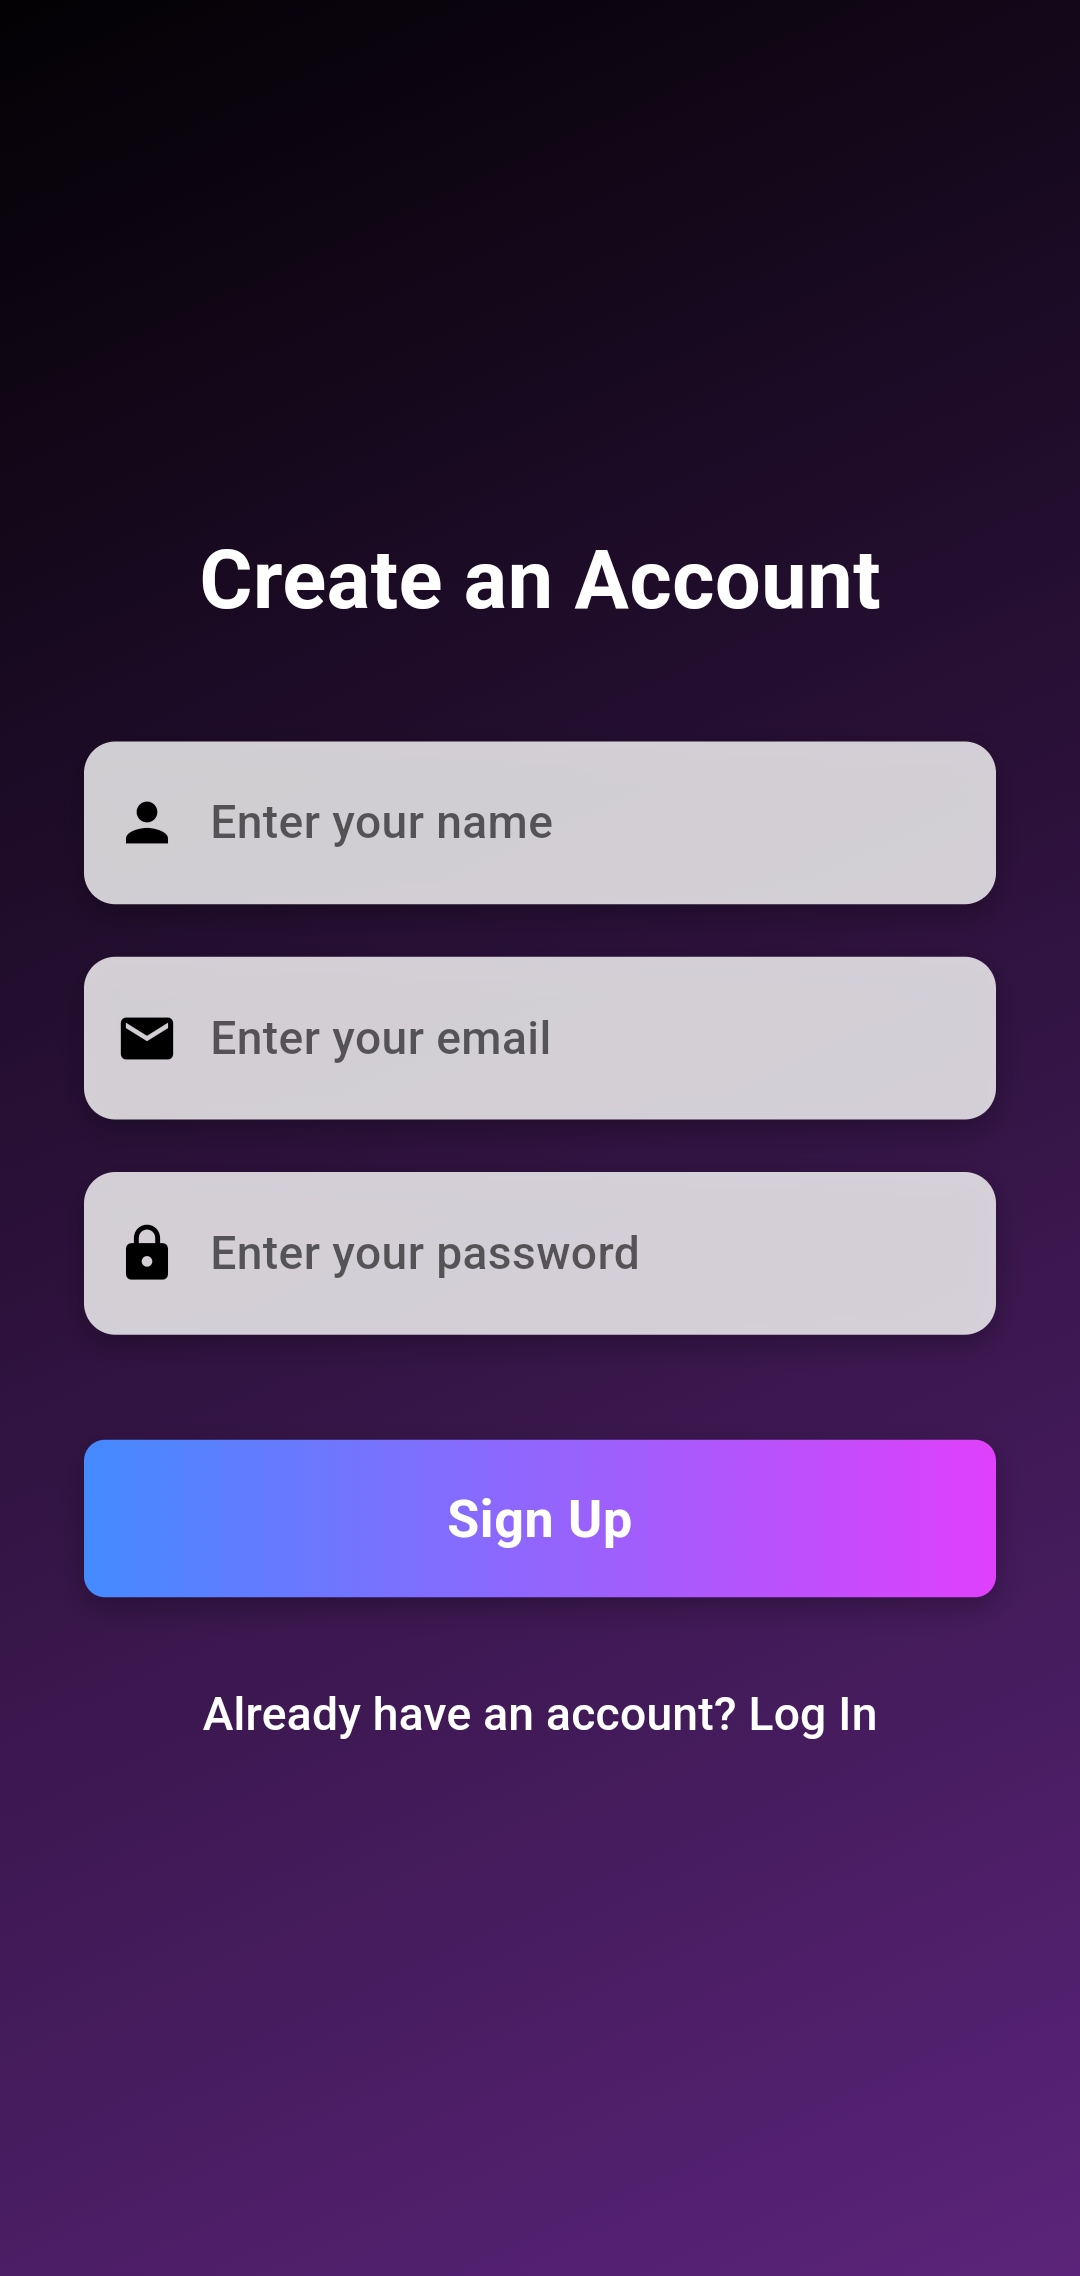 Create an Account
Enter your name
Enter your email
Enter your password
Sign Up
Already have an account? Log In